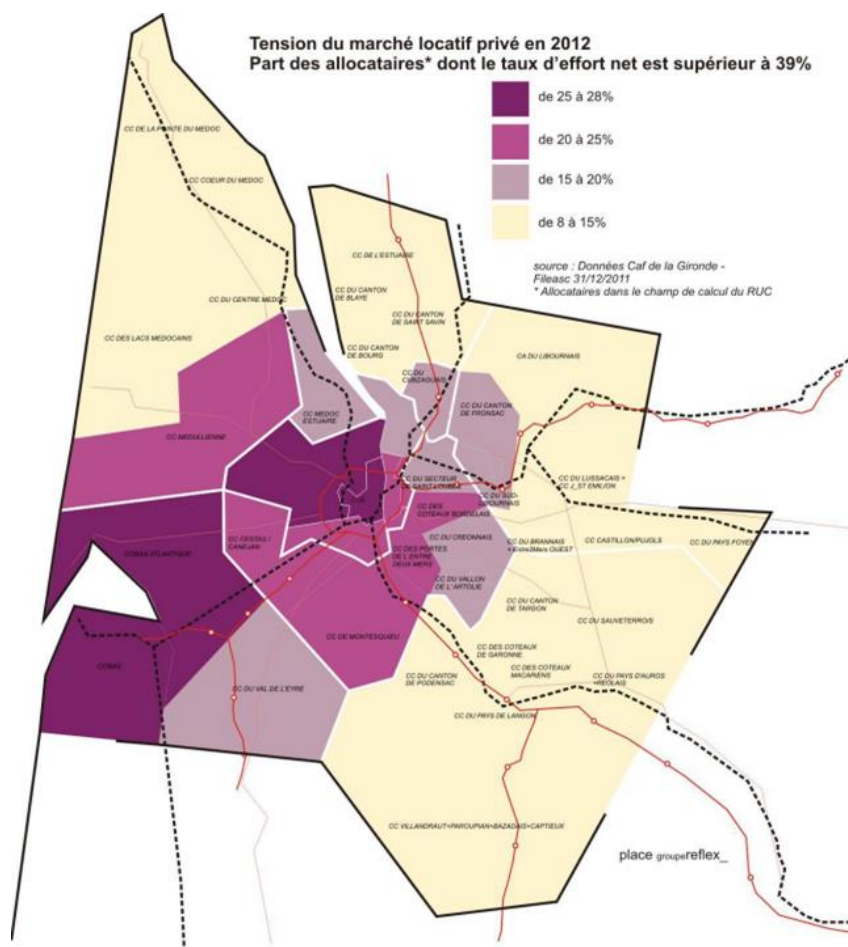 Tension du marché locatif privé en 2012
Part des allocataires* dont le taux d'effort net est supérieur à 39%
de 25 à 28%
de 20 à 25%
de 15 à 20%
de 8 à 15%
source : Données Caf de la Gironde -
Fileasc 31/12/2011
* Allocataires dans le champ de calcul du RUC
CC DE LA POINTE DU MEDOC
CC COEUR DU MEDOC
CC DE L'ESTUAIRE
CC DU CANTON
DE BLAYE
CC DU CENTRE MEDOC
CC DU CANTON
DE SAINT SAVIN
CC DES LACS MEDOCAINS
CC DU CANTON
DE BOURG
CA DU LIBOURNAIS
CC DU
CUBZAGUAIS
CC DU CANTON
DE FRONSAC
CC MEDOC
ESTUAIRE
CC MEDULLIENNE
CC DU SECTEUR
DE SAINT LOUBES
CC DU LUSSACAIS +
CC J_ST EMILION
CC DU SUD-
LIBOURNAIS
CC DES
COTEAUX BORDELAIS
CC CESTAS /
CANEJAN
CC DU CREONNAIS
CC DU BRANNAIS
+ Entre2Mers OUEST
CC CASTILLON/PUJOLS
CC DU PAYS FOYEN
COBAN ATLANTIQUE
CC DES PORTES
DE L'ENTRE
DEUX MERS
CC DU VALLON
DE L'ARTOLIE
CC DU CANTON
DE TARGON
CC DU SAUVETERROIS
CC DE MONTESQUIEU
CC DES COTEAUX
DE GARONNE
COBAS
CC DES COTEAUX
MACARIENS
CC DU VAL DE L'EYRE
CC DU CANTON
DE PODENSAC
CC DU PAYS D'AUROS
+REOLAIS
CC DU PAYS DE LANGON
CC VILLANDRAUT+PAROUPIAN+BAZADAIS+CAPTIEUX
place groupereflex_